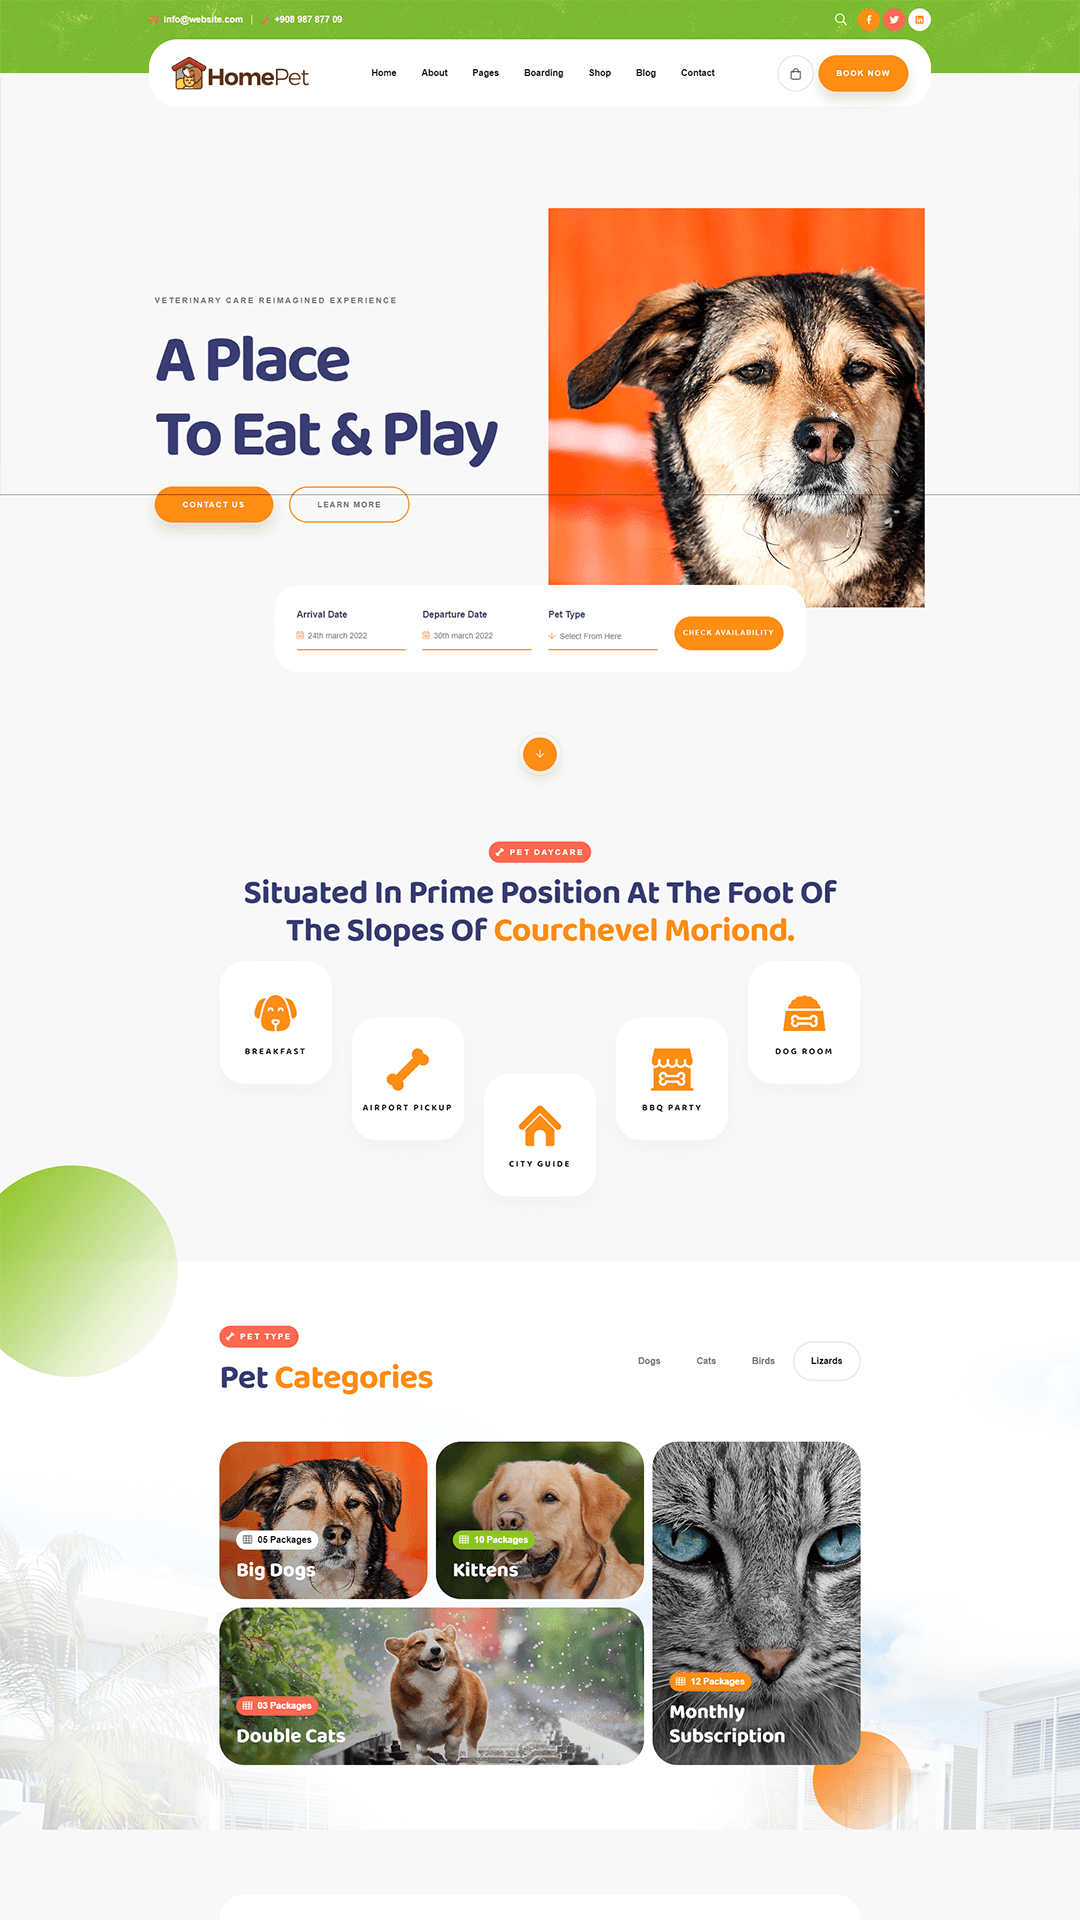 info@website.com | +908 987 877 09
HomePet
Home About Pages Boarding Shop Blog Contact
BOOK NOW
VETERINARY CARE REIMAGINED EXPERIENCE
A Place
To Eat & Play
CONTACT US LEARN MORE
Arrival Date Departure Date Pet Type
24th march 2022 30th march 2022 Select From Here
CHECK AVAILABILITY
PET DAYCARE
Situated In Prime Position At The Foot Of
The Slopes Of Courchevel Moriond.
BREAKFAST
AIRPORT PICKUP
CITY GUIDE
BBQ PARTY
DOG ROOM
PET TYPE
Pet Categories
Dogs Cats Birds Lizards
05 Packages
Big Dogs
10 Packages
Kittens
03 Packages
Double Cats
12 Packages
Monthly
Subscription